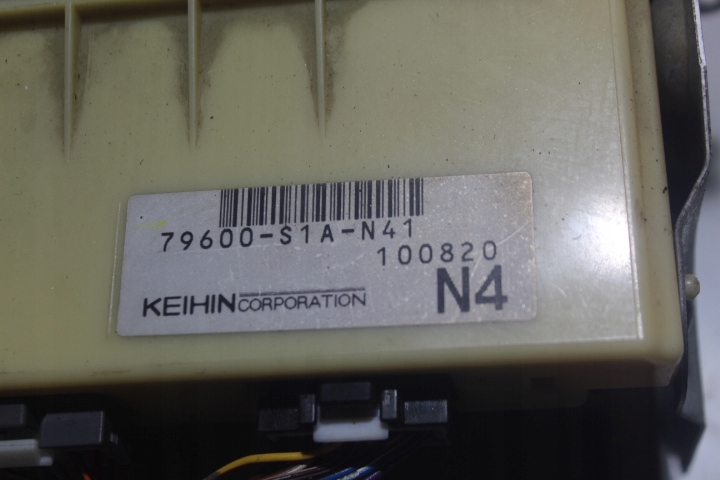 79600-S1A-N41
100820
KEIHIN CORPORATION
N4